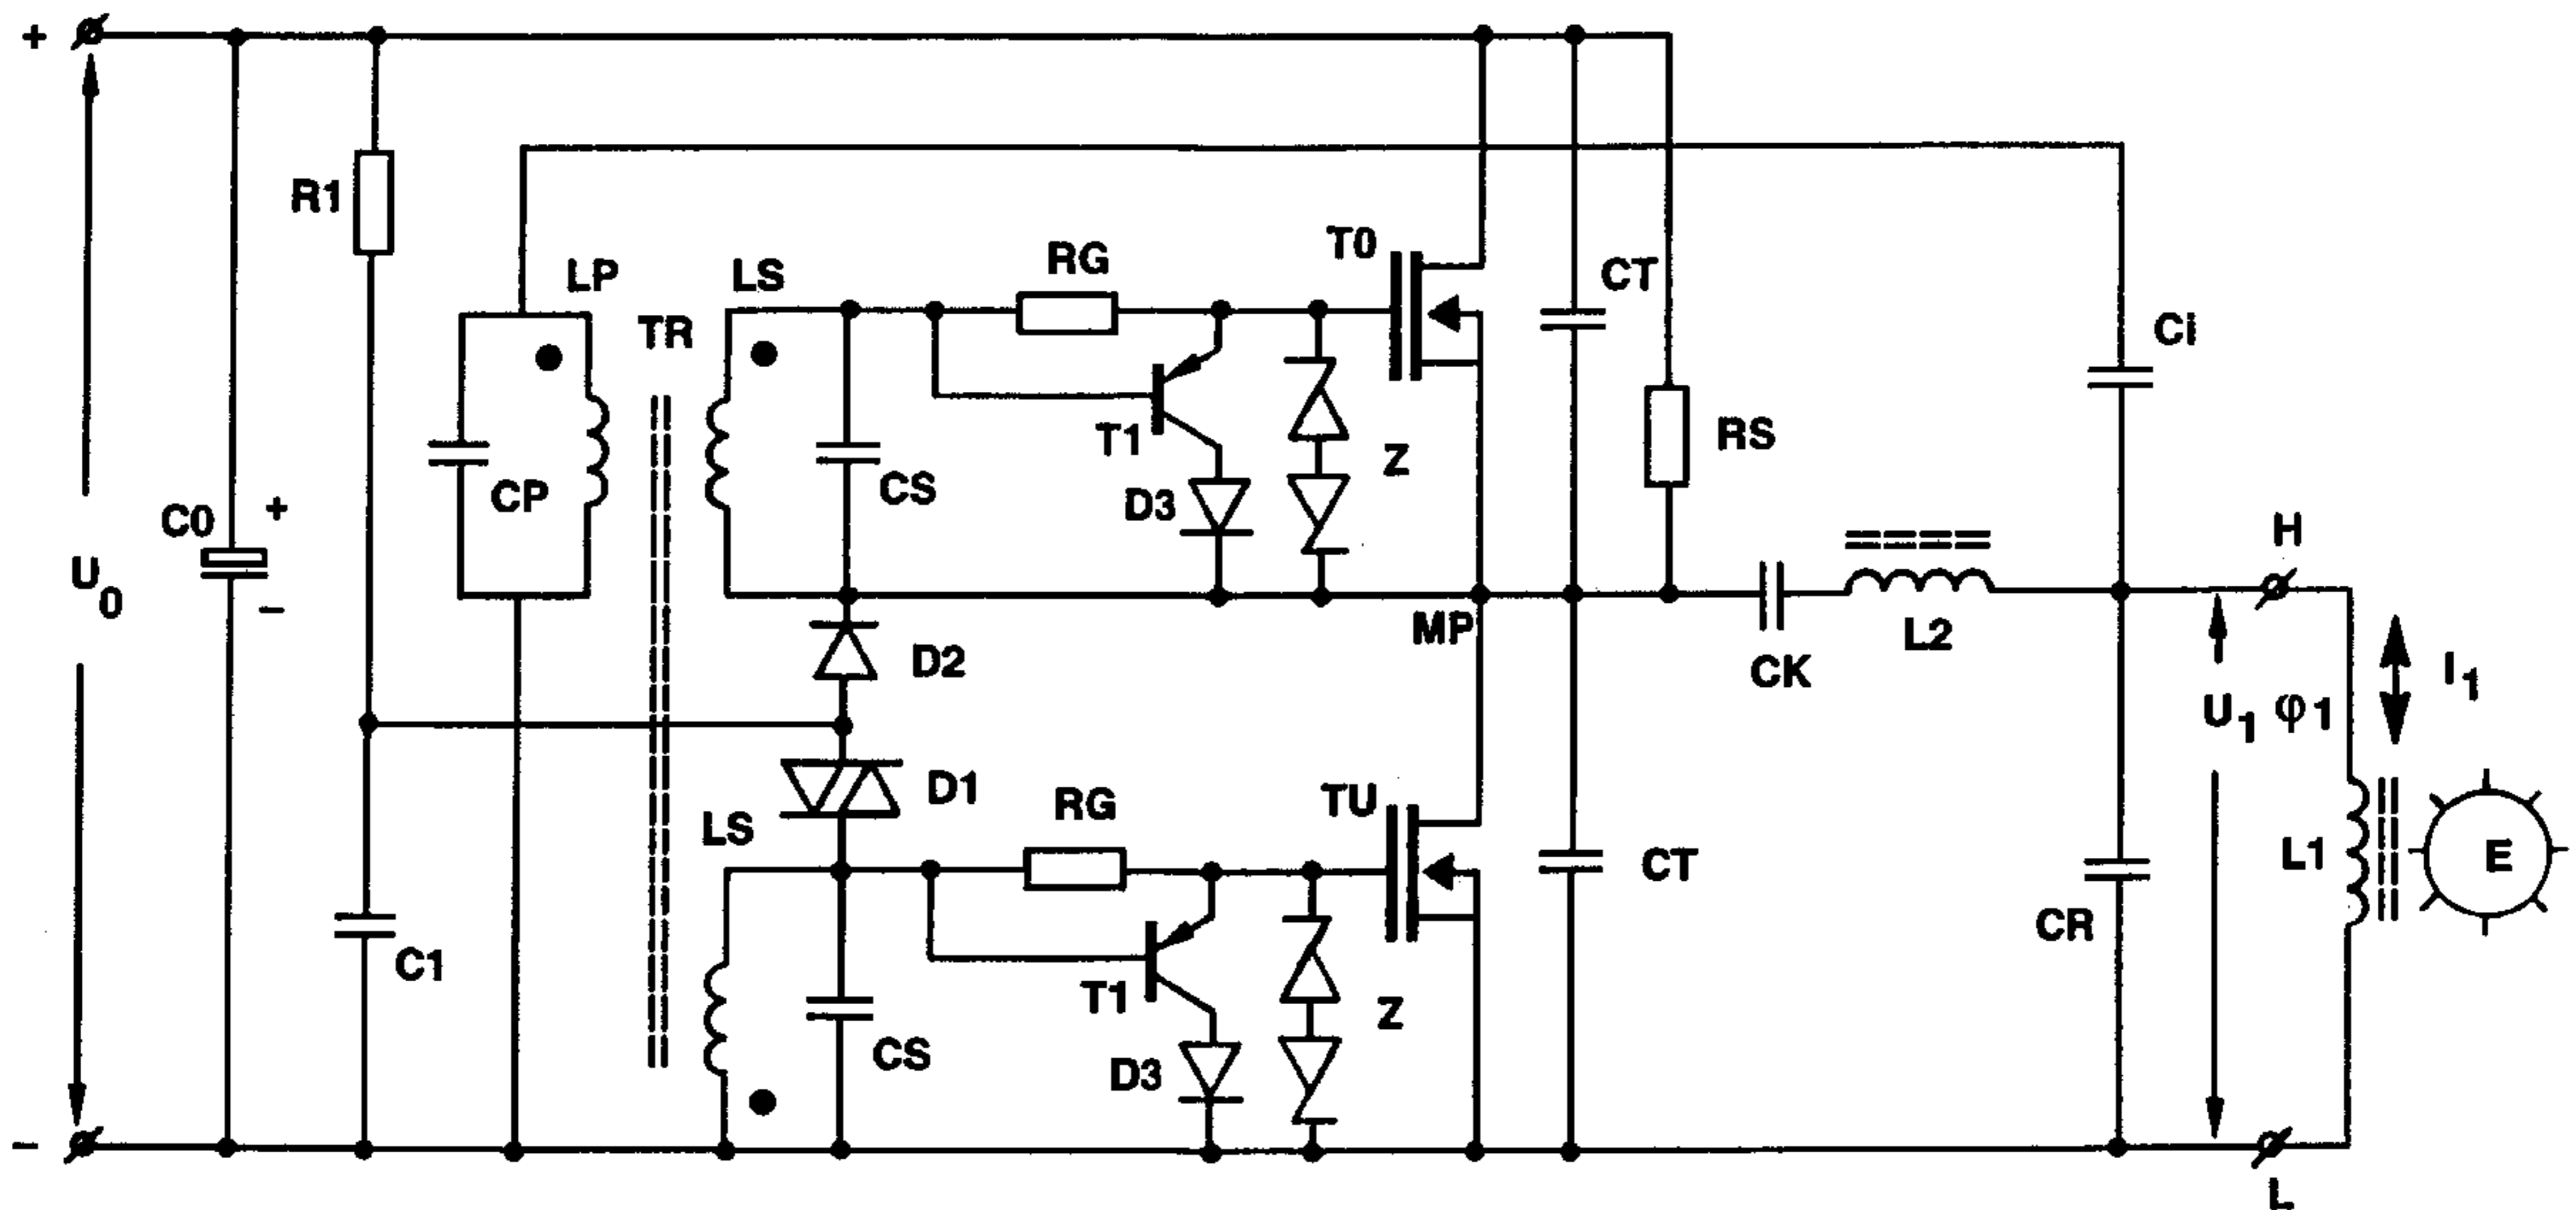 +
R1
LP
LS
RG
T0
CT
Ci
TR
T1
Z
RS
CP
CS
D3
C0
+
-
U0
H
MP
L2
D2
CK
I1
U1 φ1
D1
LS
RG
TU
CT
L1
E
CR
C1
T1
Z
CS
D3
-
L